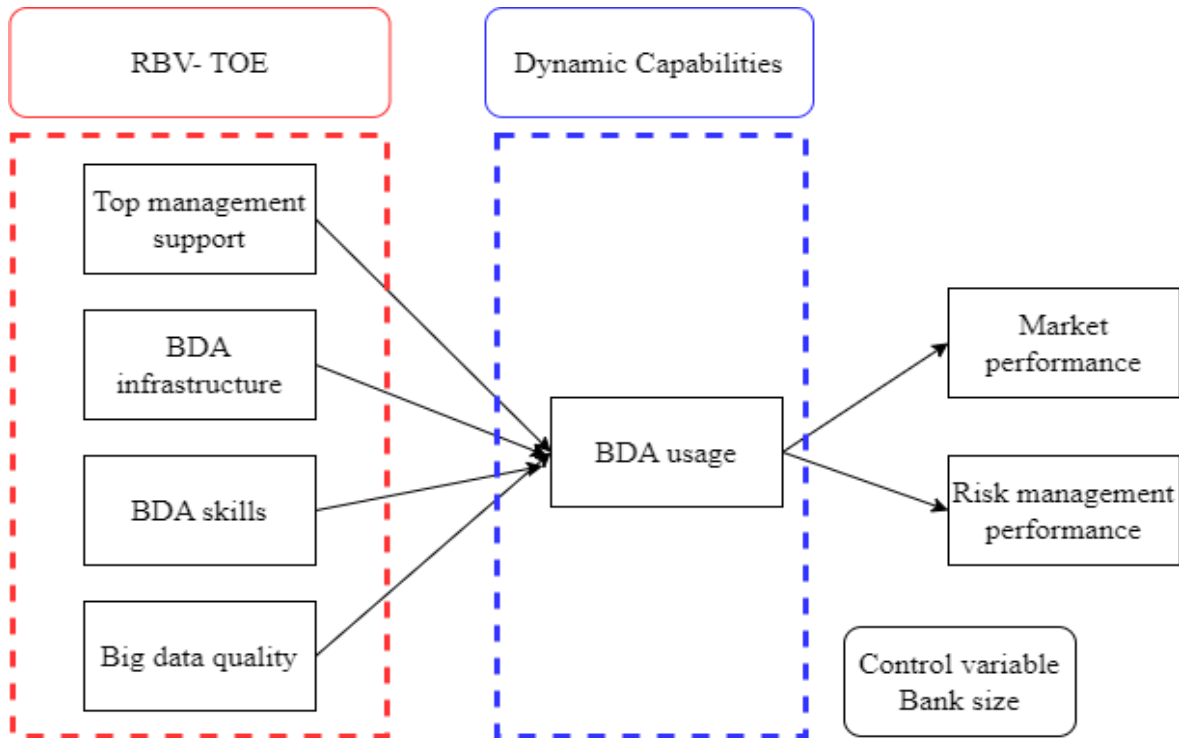 RBV- TOE
Dynamic Capabilities
Top management
support
BDA
infrastructure
BDA skills
Big data quality
BDA usage
Market
performance
Risk management
performance
Control variable
Bank size